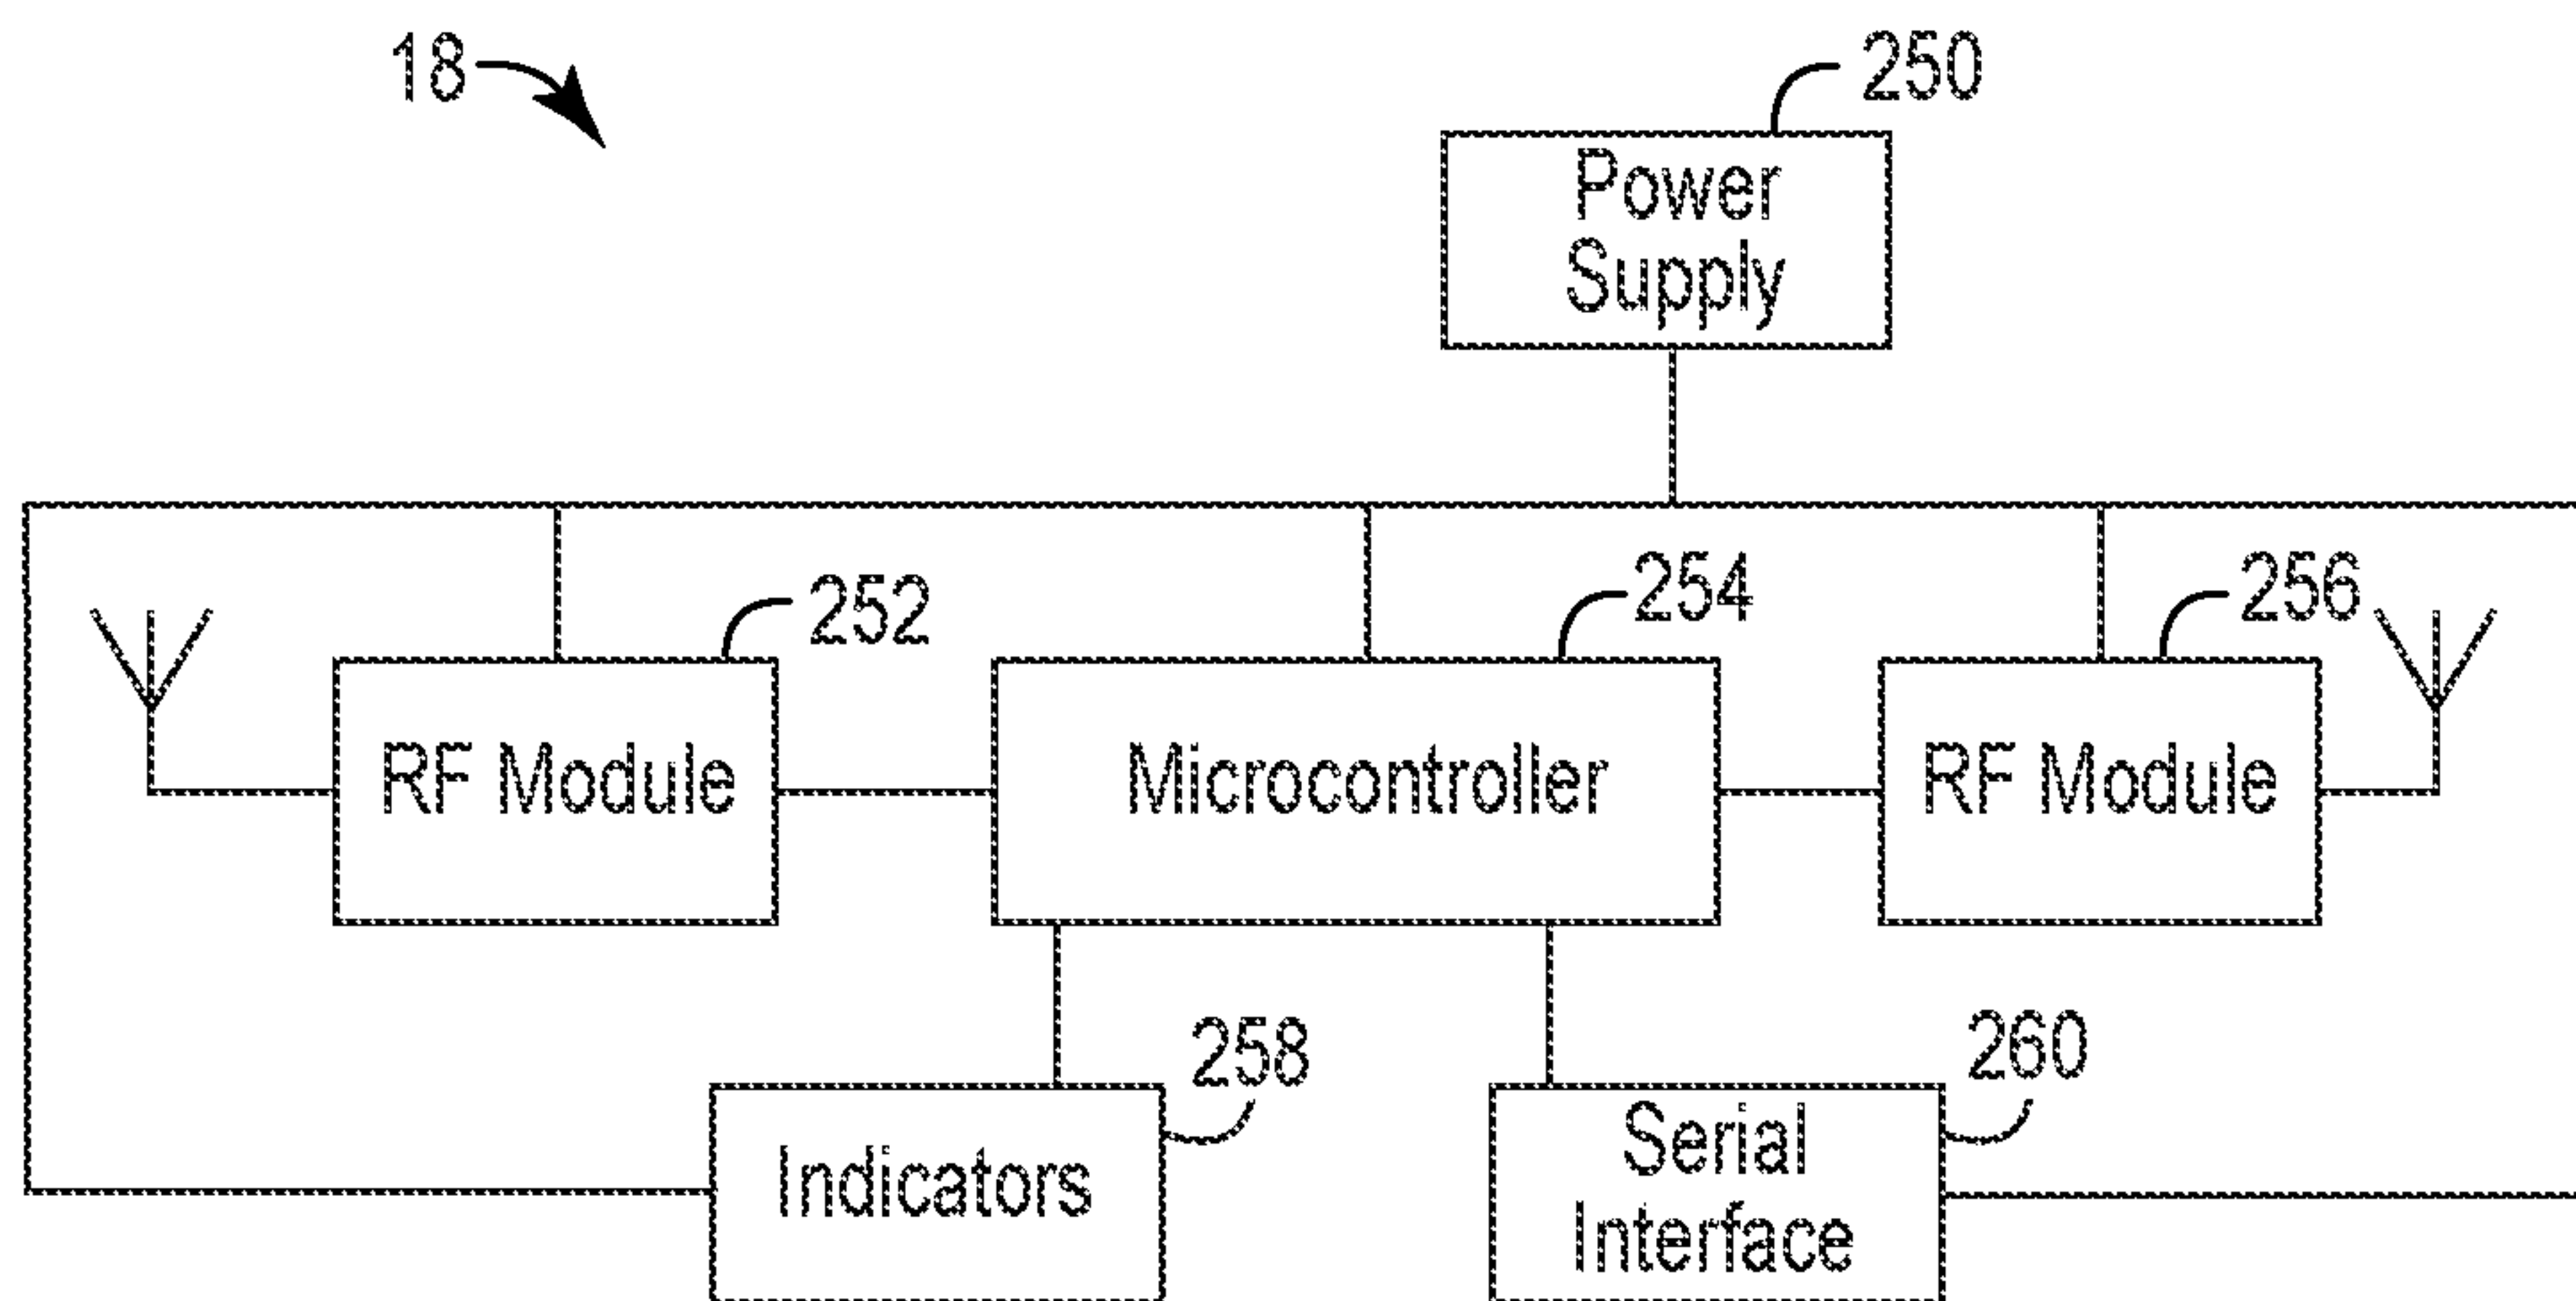 18
250
Power
Supply
252
254
256
RF Module
Microcontroller
RF Module
258
260
Indicators
Serial
Interface